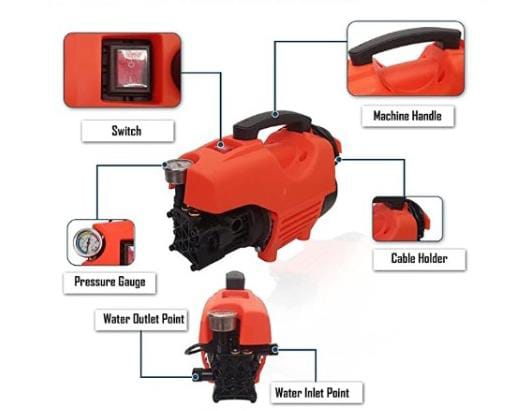 Switch
Machine Handle
Pressure Gauge
Cable Holder
Water Outlet Point
Water Inlet Point